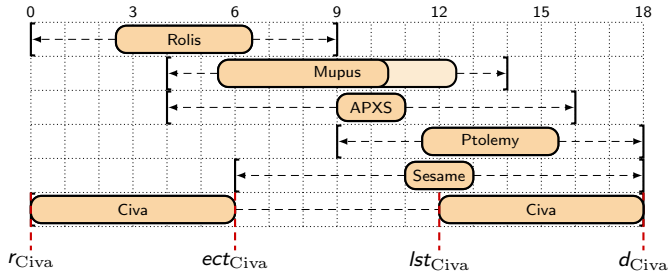 0 3 6 9 12 15 18
Rolis
Mupus
APXS
Ptolemy
Sesame
Civa Civa
r_Civa ect_Civa lst_Civa d_Civa